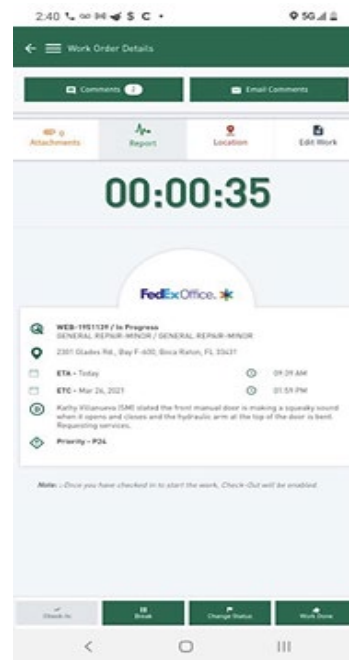 2:40
5G
Work Order Details
Comments 2
Email Comments
0
Attachments
Report
Location
Edit Work
00:00:35
FedEx Office.
WEB-1951139 / In Progress
GENERAL REPAIR-MINOR / GENERAL REPAIR-MINOR
2301 Glades Rd., Bay F-600, Boca Raton, FL 33431
ETA - Today
09:39 AM
ETC - Mar 26, 2021
01:59 PM
Kathy Villanueva (SM) stated the front manual door is making a squeaky sound
when it opens and closes and the hydraulic arm at the top of the door is bent.
Requesting services.
Priority - P24
Note: :-Once you have checked in to start the work, Check-Out will be enabled.
Check In
Break
Change Status
Work Done